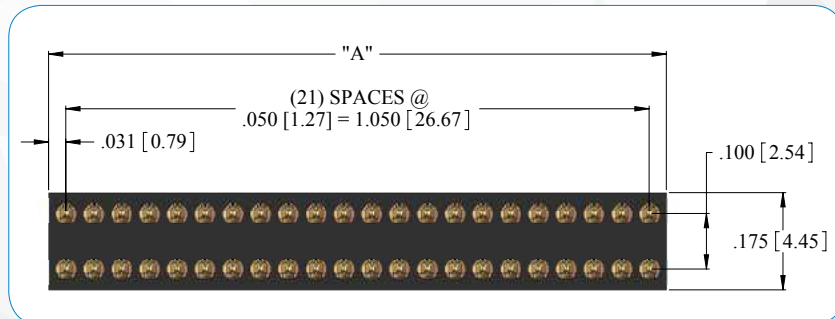 "A"
(21) SPACES @
.050 [1.27] = 1.050 [26.67]
.031 [0.79]
.100 [2.54]
.175 [4.45]